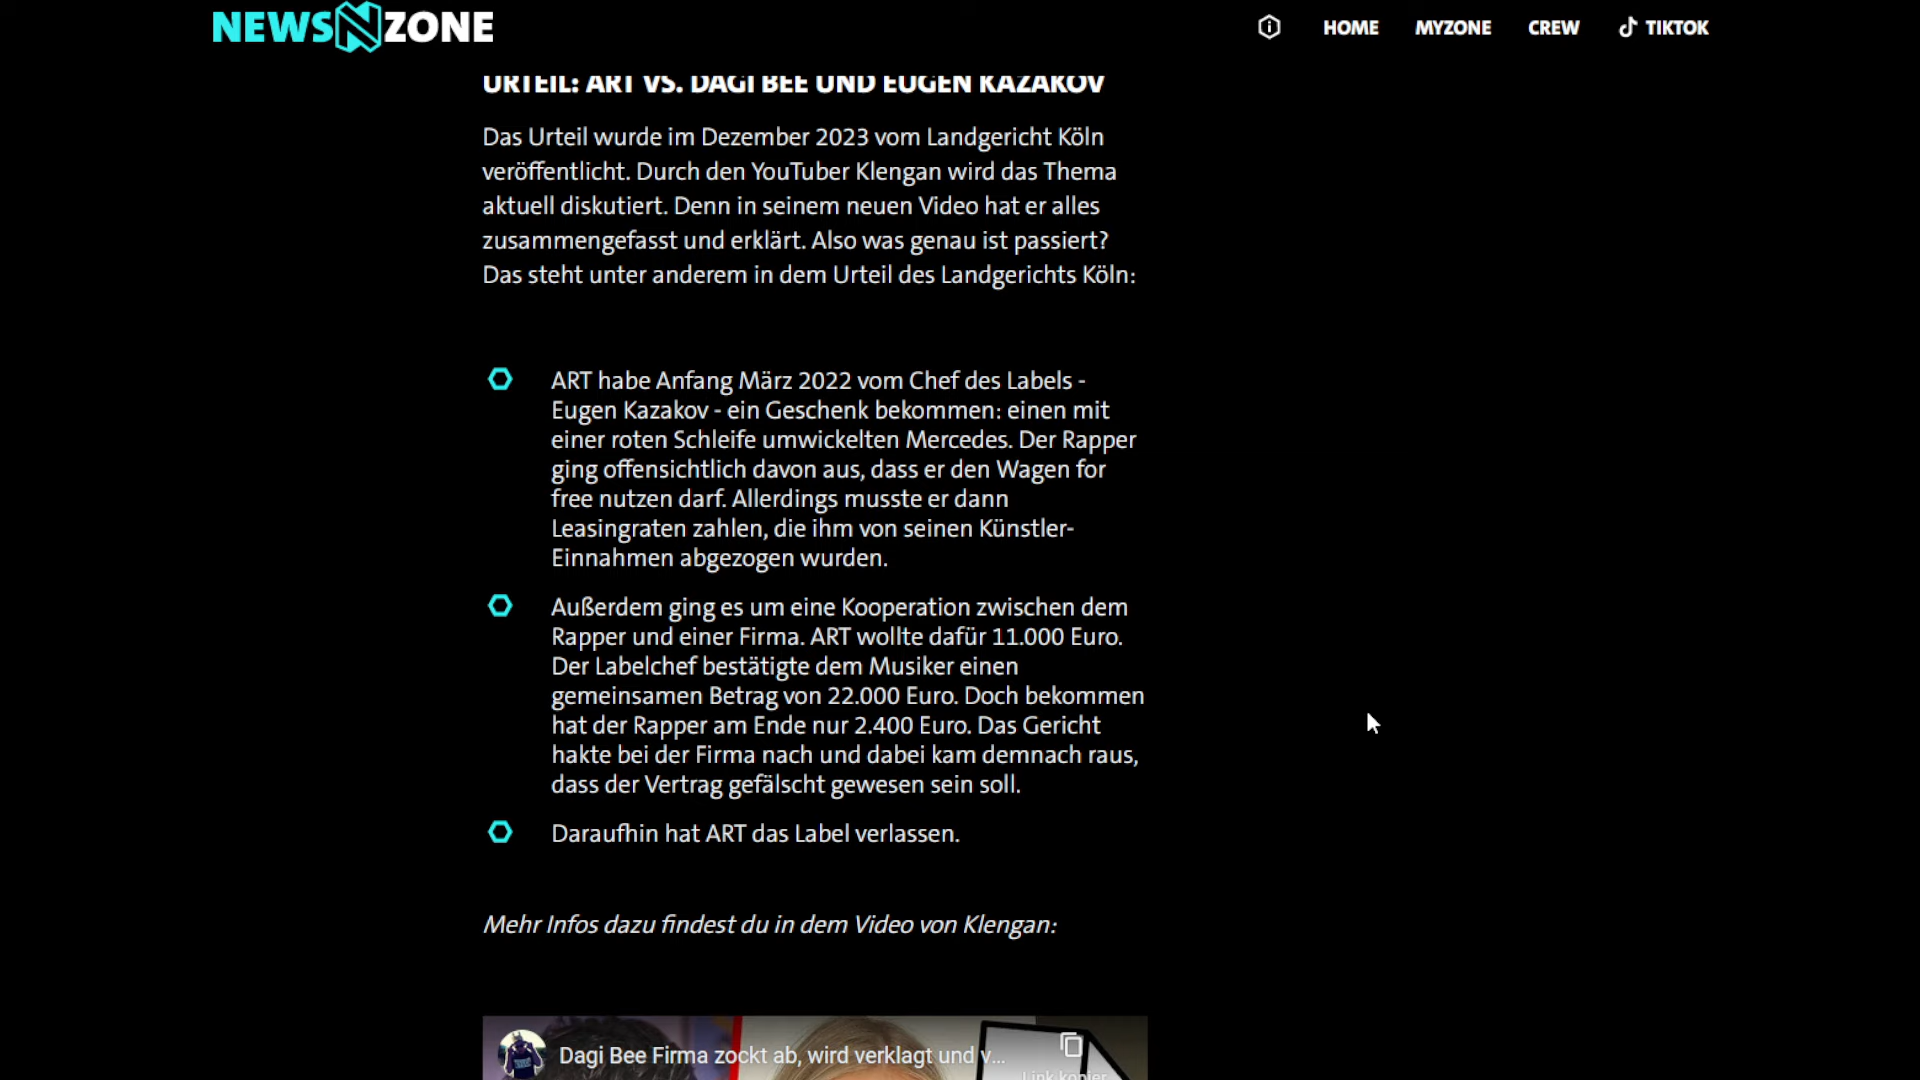 NEWSZONE
HOME MYZONE CREW TIKTOK
URTEIL: ART VS. DAGI BEE UND EUGEN KAZAKOV
Das Urteil wurde im Dezember 2023 vom Landgericht Köln
veröffentlicht. Durch den YouTuber Klengan wird das Thema
aktuell diskutiert. Denn in seinem neuen Video hat er alles
zusammengefasst und erklärt. Also was genau ist passiert?
Das steht unter anderem in dem Urteil des Landgerichts Köln:
ART habe Anfang März 2022 vom Chef des Labels -
Eugen Kazakov - ein Geschenk bekommen: einen mit
einer roten Schleife umwickelten Mercedes. Der Rapper
ging offensichtlich davon aus, dass er den Wagen for
free nutzen darf. Allerdings musste er dann
Leasingraten zahlen, die ihm von seinen Künstler-
Einnahmen abgezogen wurden.
Außerdem ging es um eine Kooperation zwischen dem
Rapper und einer Firma. ART wollte dafür 11.000 Euro.
Der Labelchef bestätigte dem Musiker einen
gemeinsamen Betrag von 22.000 Euro. Doch bekommen
hat der Rapper am Ende nur 2.400 Euro. Das Gericht
hakte bei der Firma nach und dabei kam demnach raus,
dass der Vertrag gefälscht gewesen sein soll.
Daraufhin hat ART das Label verlassen.
Mehr Infos dazu findest du in dem Video von Klengan:
Dagi Bee Firma zockt ab, wird verklagt und v...
Link kopier